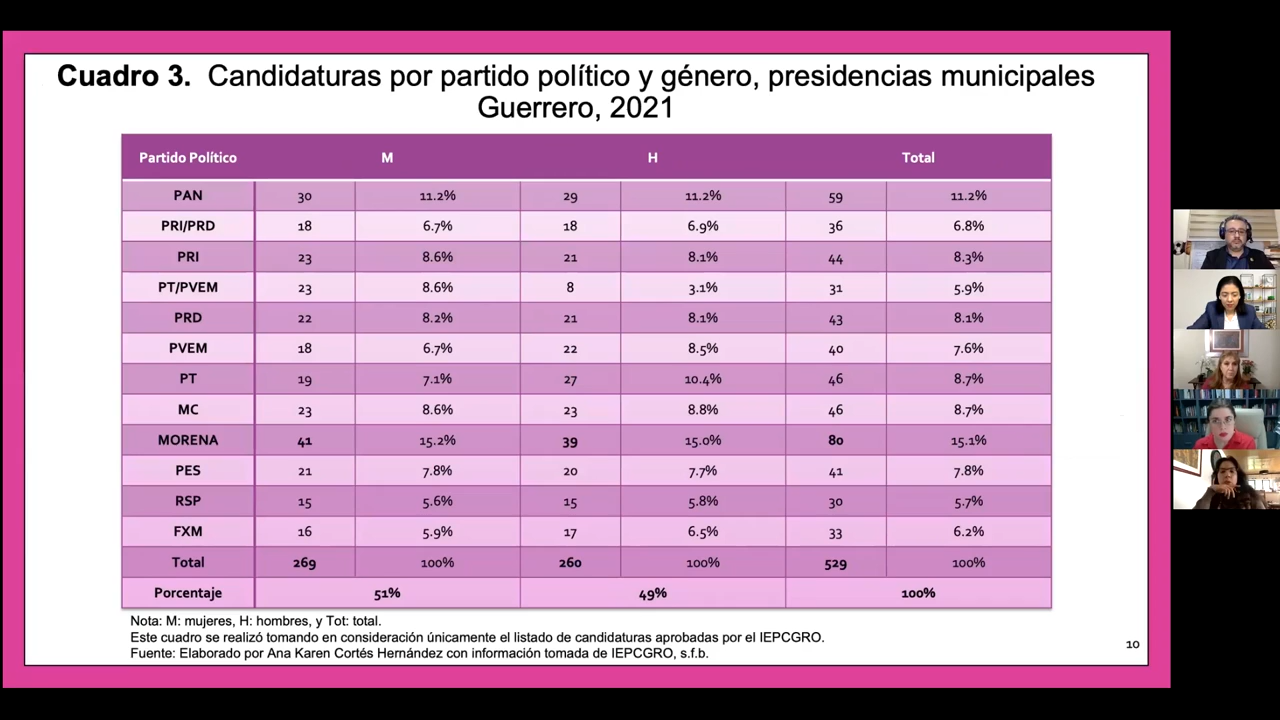 Cuadro 3. Candidaturas por partido político y género, presidencias municipales
Guerrero, 2021
Partido Político M H Total
PAN 30 11.2% 29 11.2% 59 11.2%
PRI/PRD 18 6.7% 18 6.9% 36 6.8%
PRI 23 8.6% 21 8.1% 44 8.3%
PT/PVEM 23 8.6% 8 3.1% 31 5.9%
PRD 22 8.2% 21 8.1% 43 8.1%
PVEM 18 6.7% 22 8.5% 40 7.6%
PT 19 7.1% 27 10.4% 46 8.7%
MC 23 8.6% 23 8.8% 46 8.7%
MORENA 41 15.2% 39 15.0% 80 15.1%
PES 21 7.8% 20 7.7% 41 7.8%
RSP 15 5.6% 15 5.8% 30 5.7%
FXM 16 5.9% 17 6.5% 33 6.2%
Total 269 100% 260 100% 529 100%
Porcentaje 51% 49% 100%
Nota: M: mujeres, H: hombres, y Tot: total.
Este cuadro se realizó tomando en consideración únicamente el listado de candidaturas aprobadas por el IEPCGRO.
Fuente: Elaborado por Ana Karen Cortés Hernández con información tomada de IEPCGRO, s.f.b.
10